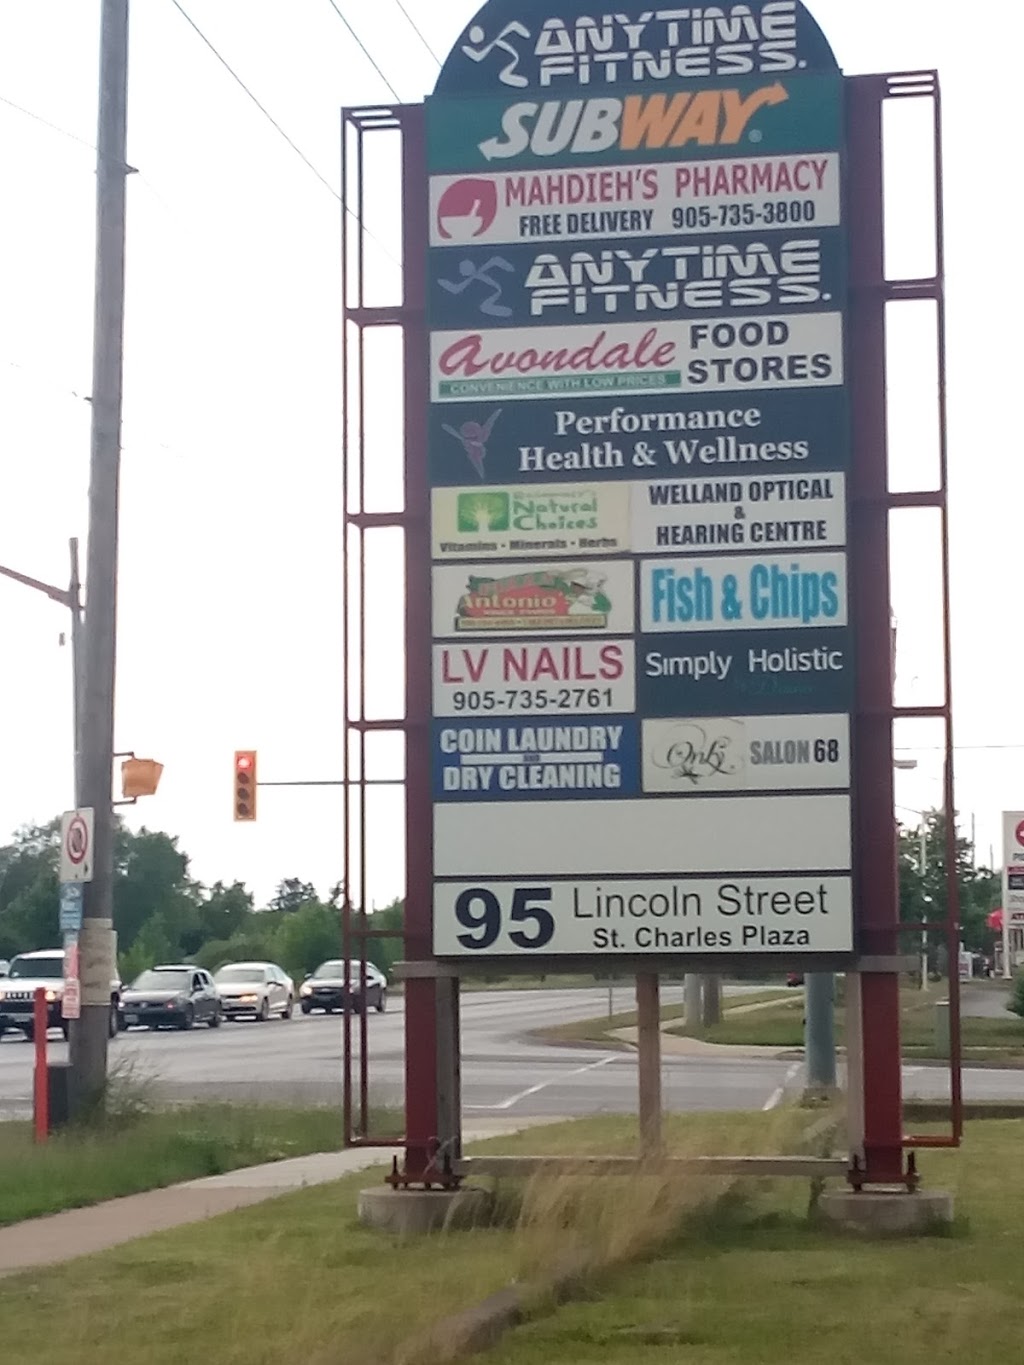 ANYTIME
FITNESS.
SUBWAY
MAHDIEH'S PHARMACY
FREE DELIVERY 905-735-3800
ANYTIME
FITNESS.
Avondale FOOD
STORES
CONVENIENCE WITH LOW PRICES
Performance
Health & Wellness
Natural
Choices
Vitamins - Minerals - Herbs
WELLAND OPTICAL
&
HEARING CENTRE
Antonio's
Fish & Chips
LV NAILS
905-735-2761
Simply Holistic
COIN LAUNDRY
AND
DRY CLEANING
SALON 68
95 Lincoln Street
St. Charles Plaza